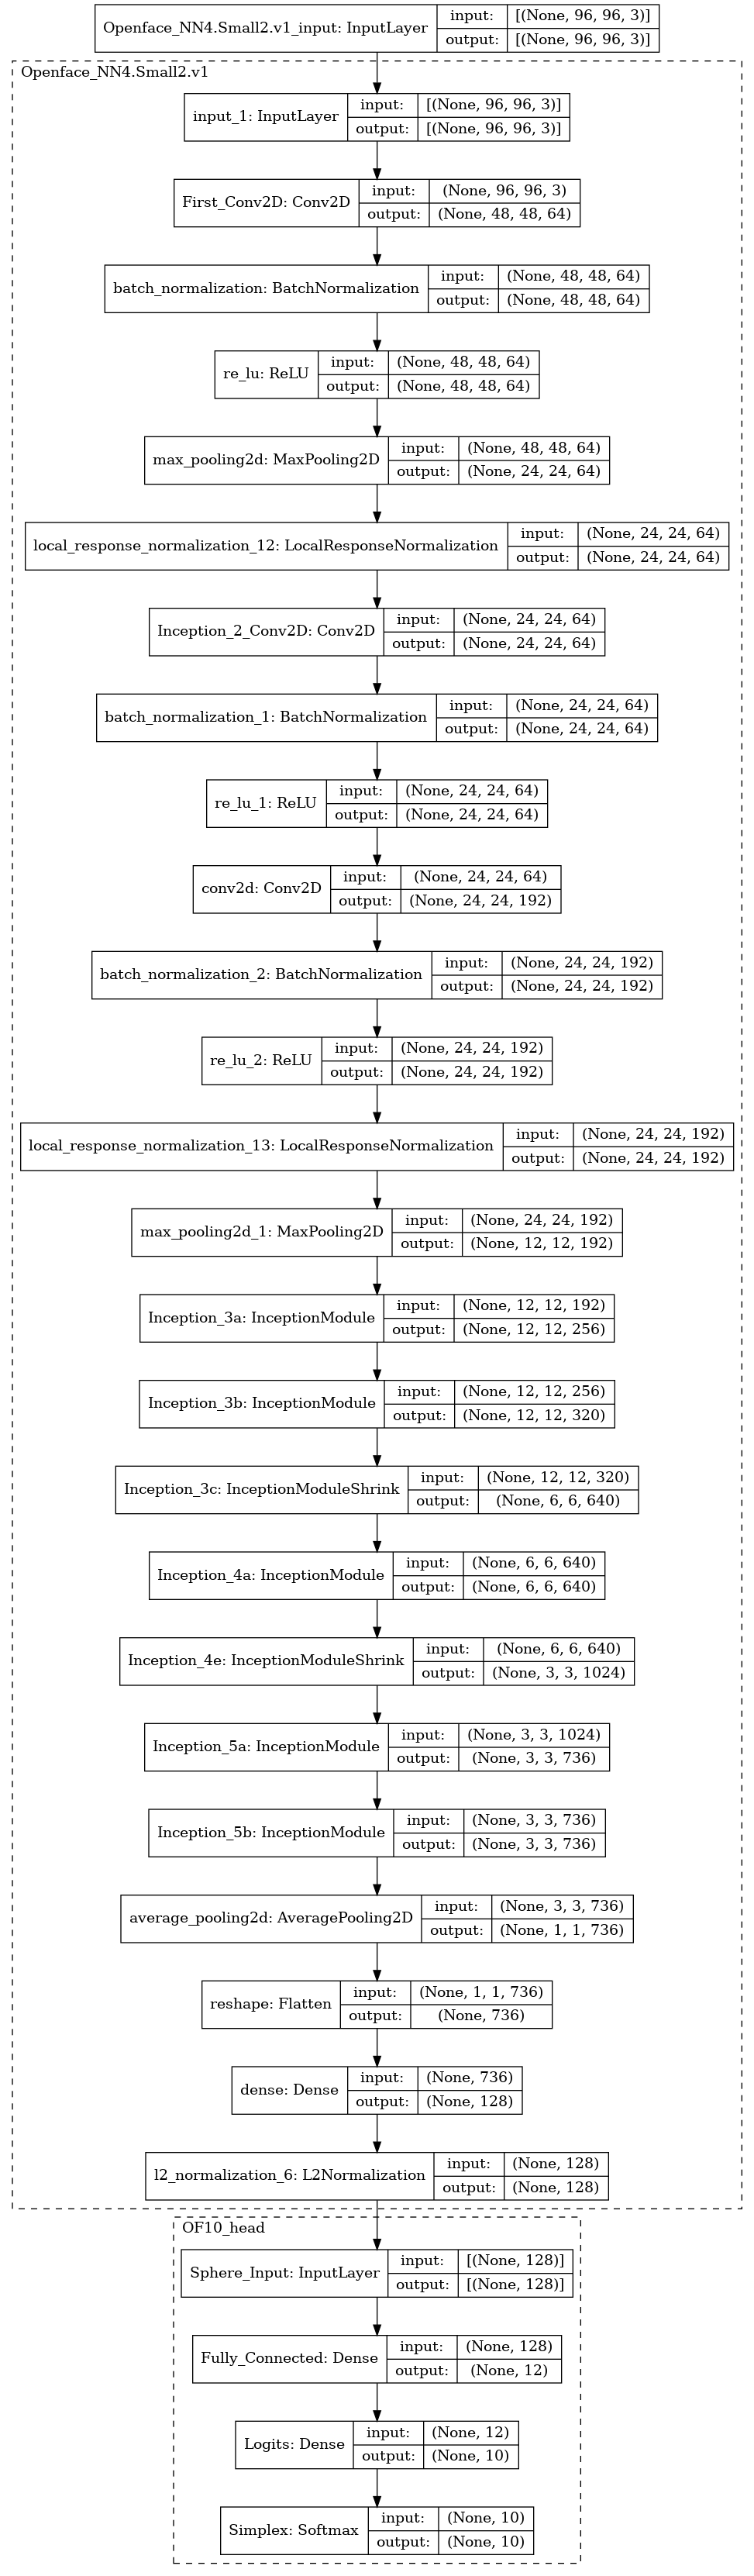 Openface_NN4.Small2.v1_input: InputLayer input: [(None, 96, 96, 3)]
output: [(None, 96, 96, 3)]
Openface_NN4.Small2.v1
input_1: InputLayer input: [(None, 96, 96, 3)]
output: [(None, 96, 96, 3)]
First_Conv2D: Conv2D input: (None, 96, 96, 3)
output: (None, 48, 48, 64)
batch_normalization: BatchNormalization input: (None, 48, 48, 64)
output: (None, 48, 48, 64)
re_lu: ReLU input: (None, 48, 48, 64)
output: (None, 48, 48, 64)
max_pooling2d: MaxPooling2D input: (None, 48, 48, 64)
output: (None, 24, 24, 64)
local_response_normalization_12: LocalResponseNormalization input: (None, 24, 24, 64)
output: (None, 24, 24, 64)
Inception_2_Conv2D: Conv2D input: (None, 24, 24, 64)
output: (None, 24, 24, 64)
batch_normalization_1: BatchNormalization input: (None, 24, 24, 64)
output: (None, 24, 24, 64)
re_lu_1: ReLU input: (None, 24, 24, 64)
output: (None, 24, 24, 64)
conv2d: Conv2D input: (None, 24, 24, 64)
output: (None, 24, 24, 192)
batch_normalization_2: BatchNormalization input: (None, 24, 24, 192)
output: (None, 24, 24, 192)
re_lu_2: ReLU input: (None, 24, 24, 192)
output: (None, 24, 24, 192)
local_response_normalization_13: LocalResponseNormalization input: (None, 24, 24, 192)
output: (None, 24, 24, 192)
max_pooling2d_1: MaxPooling2D input: (None, 24, 24, 192)
output: (None, 12, 12, 192)
Inception_3a: InceptionModule input: (None, 12, 12, 192)
output: (None, 12, 12, 256)
Inception_3b: InceptionModule input: (None, 12, 12, 256)
output: (None, 12, 12, 320)
Inception_3c: InceptionModuleShrink input: (None, 12, 12, 320)
output: (None, 6, 6, 640)
Inception_4a: InceptionModule input: (None, 6, 6, 640)
output: (None, 6, 6, 640)
Inception_4e: InceptionModuleShrink input: (None, 6, 6, 640)
output: (None, 3, 3, 1024)
Inception_5a: InceptionModule input: (None, 3, 3, 1024)
output: (None, 3, 3, 736)
Inception_5b: InceptionModule input: (None, 3, 3, 736)
output: (None, 3, 3, 736)
average_pooling2d: AveragePooling2D input: (None, 3, 3, 736)
output: (None, 1, 1, 736)
reshape: Flatten input: (None, 1, 1, 736)
output: (None, 736)
dense: Dense input: (None, 736)
output: (None, 128)
l2_normalization_6: L2Normalization input: (None, 128)
output: (None, 128)
OF10_head
Sphere_Input: InputLayer input: [(None, 128)]
output: [(None, 128)]
Fully_Connected: Dense input: (None, 128)
output: (None, 12)
Logits: Dense input: (None, 12)
output: (None, 10)
Simplex: Softmax input: (None, 10)
output: (None, 10)